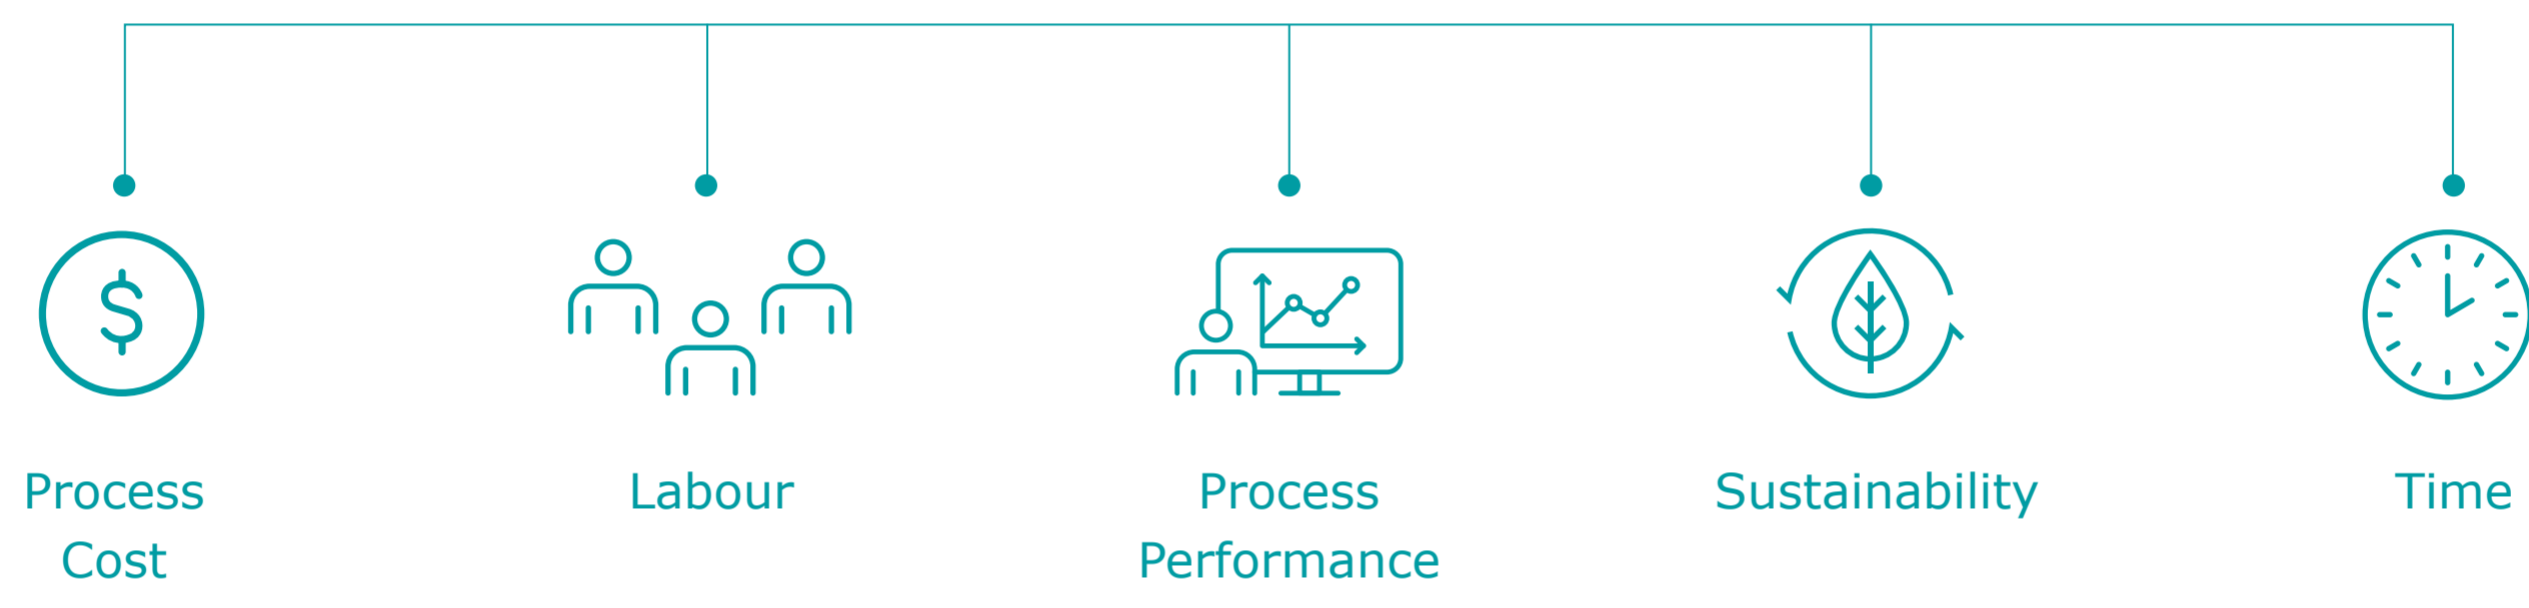 $
Process
Cost
Labour
Process
Performance
Sustainability
Time